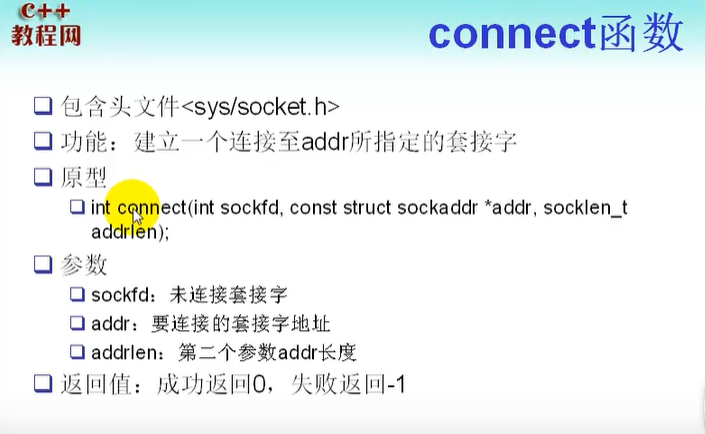 C++
教程网
connect函数
包含头文件<sys/socket.h>
功能：建立一个连接至addr所指定的套接字
原型
int connect(int sockfd, const struct sockaddr *addr, socklen_t
addrlen);
参数
sockfd：未连接套接字
addr：要连接的套接字地址
addrlen：第二个参数addr长度
返回值：成功返回0，失败返回-1